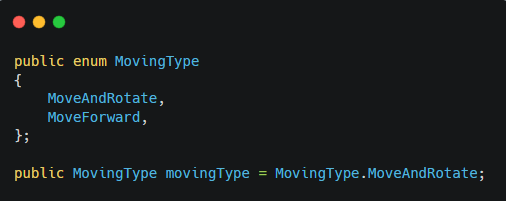 public enum MovingType
{
    MoveAndRotate,
    MoveForward,
};

public MovingType movingType = MovingType.MoveAndRotate;